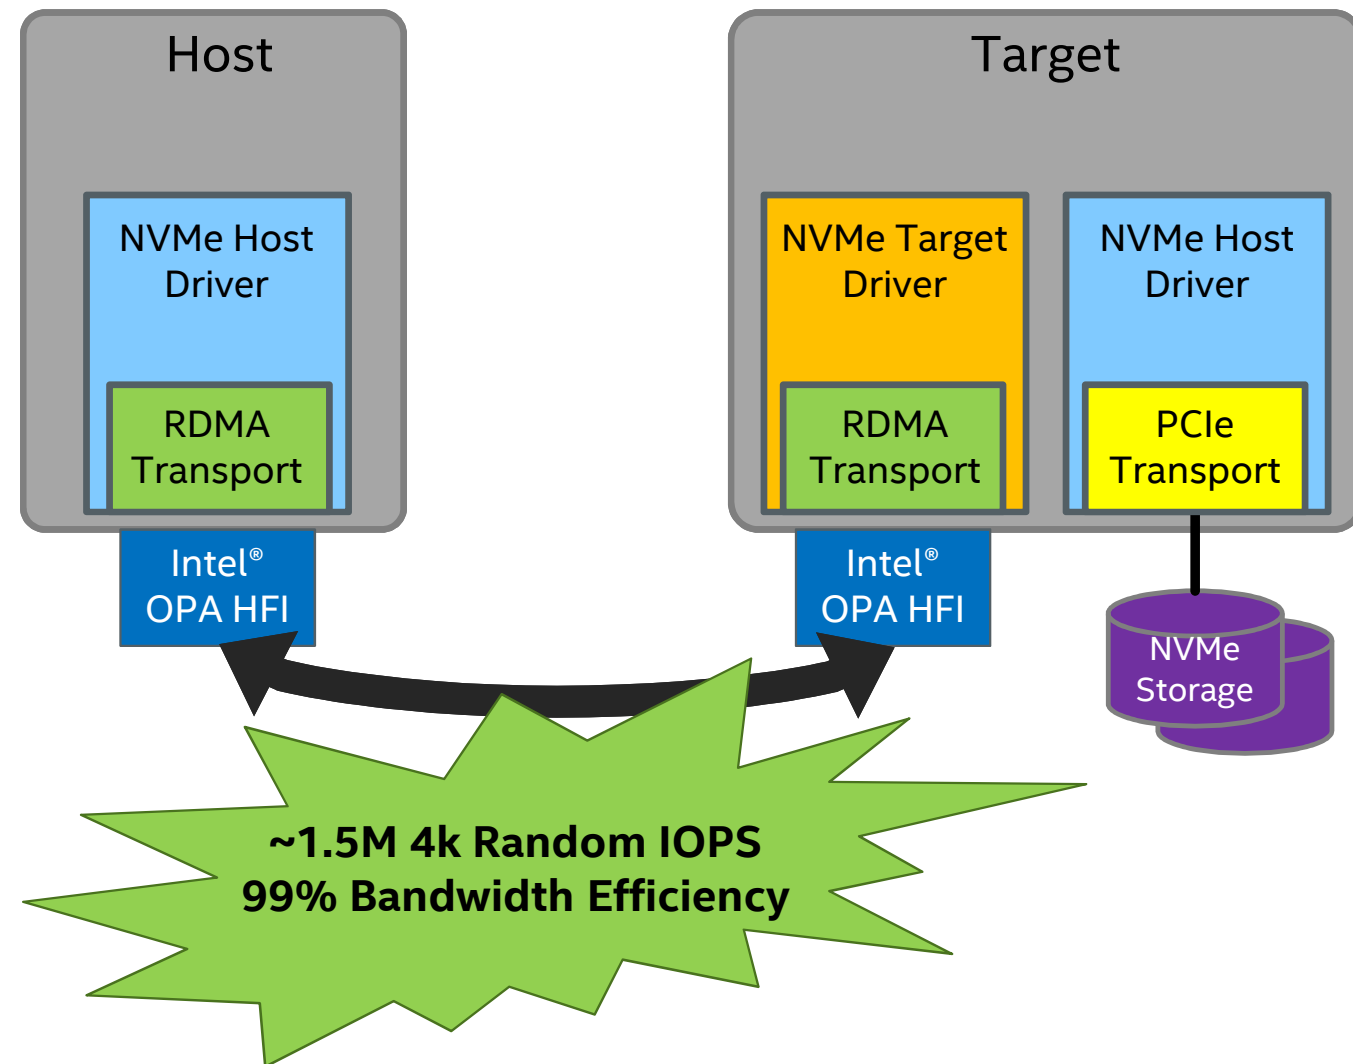 Host
NVMe Host
Driver
RDMA
Transport
Intel®
OPA HFI
Target
NVMe Target
Driver
RDMA
Transport
Intel®
OPA HFI
NVMe Host
Driver
PCIe
Transport
NVMe
Storage
~1.5M 4k Random IOPS
99% Bandwidth Efficiency